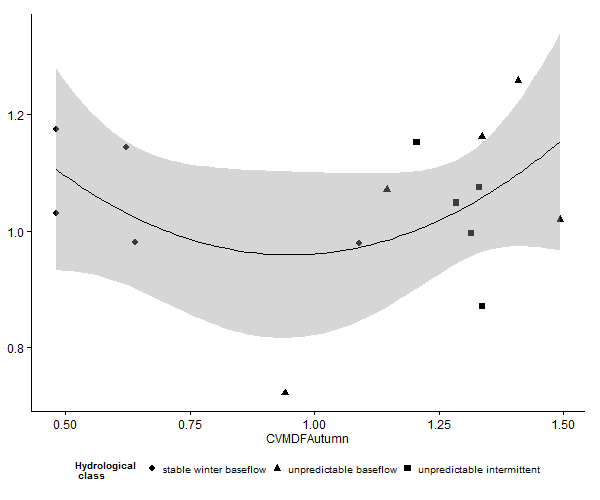 1.2
1.0
0.8
0.50 0.75 1.00 1.25 1.50
CVMDFAutumn
Hydrological
class
stable winter baseflow unpredictable baseflow unpredictable intermittent